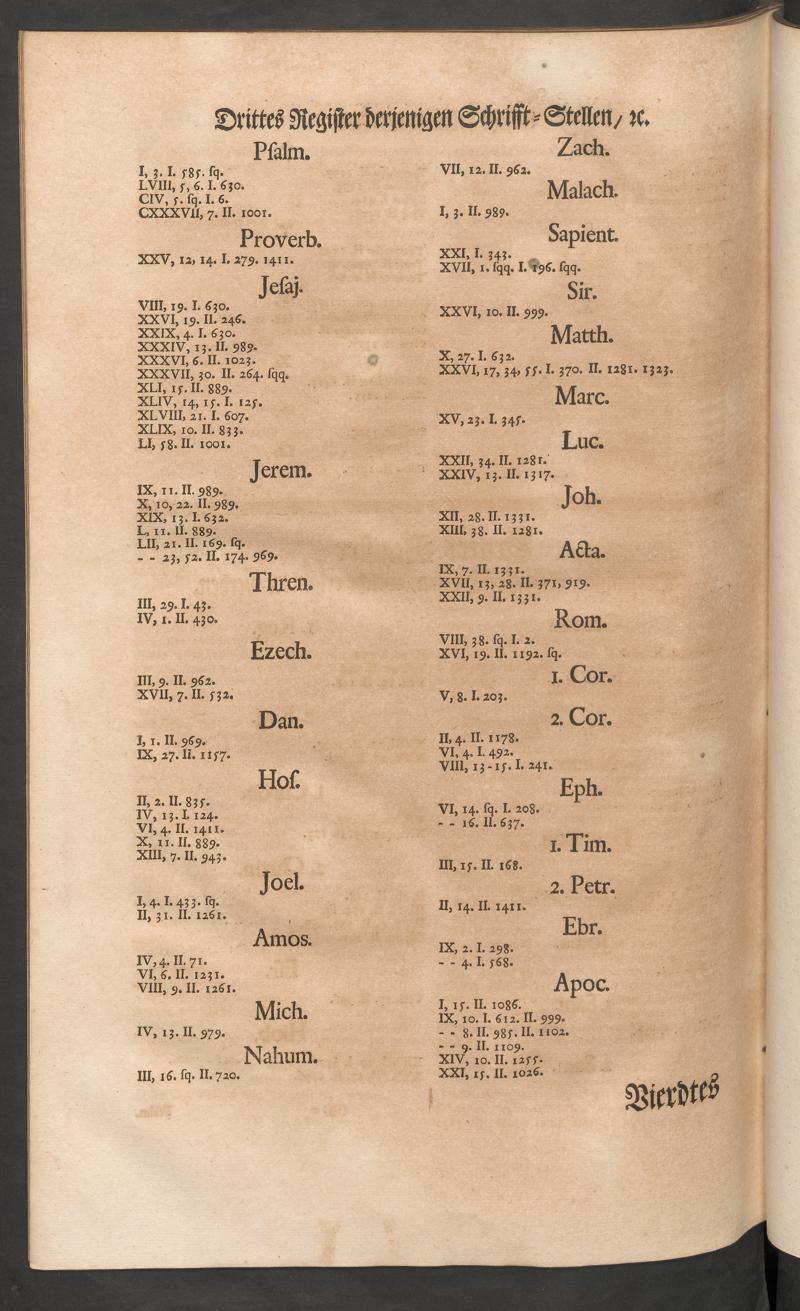 Drittes Register derjenigen Schrifft-Stellen/ ꝛc.
Pſalm.
I, 3. I. 585. ſq.
LVIII, 5, 6. I. 630.
CIV, 5. ſq. I. 6.
CXXXVII, 7. II. 1001.
Proverb.
XXV, 12, 14. I. 279. 1411.
Jeſaj.
VIII, 19. I. 630.
XXVI, 19. II. 246.
XXIX, 4. I. 630.
XXXIV, 13. II. 989.
XXXVI, 6. II. 1023.
XXXVII, 30. II. 264. ſqq.
XLI, 15. II. 889.
XLIV, 14, 15. I. 125.
XLVIII, 21. I. 607.
XLIX, 10. II. 833.
LI, 58. II. 1001.
Jerem.
IX, 11. II. 989.
X, 10, 22. II. 989.
XIX, 13. I. 632.
L, 11. II. 889.
LII, 21. II. 169. ſq.
- - 23, 52. II. 174. 969.
Thren.
III, 29. I. 43.
IV, 1. II. 430.
Ezech.
III, 9. II. 962.
XVII, 7. II. 532.
Dan.
I, 1. II. 969.
IX, 27. II. 1157.
Hoſ.
II, 2. II. 835.
IV, 13. I. 124.
VI, 4. II. 1411.
X, 11. II. 889.
XIII, 7. II. 943.
Joel.
I, 4. I. 433. ſq.
II, 31. II. 1261.
Amos.
IV, 4. II. 71.
VI, 6. II. 1231.
VIII, 9. II. 1261.
Mich.
IV, 13. II. 979.
Nahum.
III, 16. ſq. II. 720.
Zach.
VII, 12. II. 962.
Malach.
I, 3. II. 989.
Sapient.
XXI, I. 343.
XVII, 1. ſqq. I. 196. ſqq.
Sir.
XXVI, 10. II. 999.
Matth.
X, 27. I. 632.
XXVI, 17, 34, 55. I. 370. II. 1281. 1323.
Marc.
XV, 23. I. 345.
Luc.
XXII, 34. II. 1281.
XXIV, 13. II. 1317.
Joh.
XII, 28. II. 1331.
XIII, 38. II. 1281.
Acta.
IX, 7. II. 1331.
XVII, 13, 28. II. 371, 919.
XXII, 9. II. 1331.
Rom.
VIII, 38. ſq. I. 2.
XVI, 19. II. 1192. ſq.
1. Cor.
V, 8. I. 203.
2. Cor.
II, 4. II. 1178.
VI, 4. I. 492.
VIII, 13-15. I. 241.
Eph.
VI, 14. ſq. I. 208.
- - 16. II. 637.
1. Tim.
III, 15. II. 168.
2. Petr.
II, 14. II. 1411.
Ebr.
IX, 2. I. 298.
- - 4. I. 568.
Apoc.
I, 15. II. 1086.
IX, 10. I. 612. II. 999.
- - 8. II. 985. II. 1102.
- - 9. II. 1109.
XIV, 10. II. 1255.
XXI, 15. II. 1026.
Vierdtes